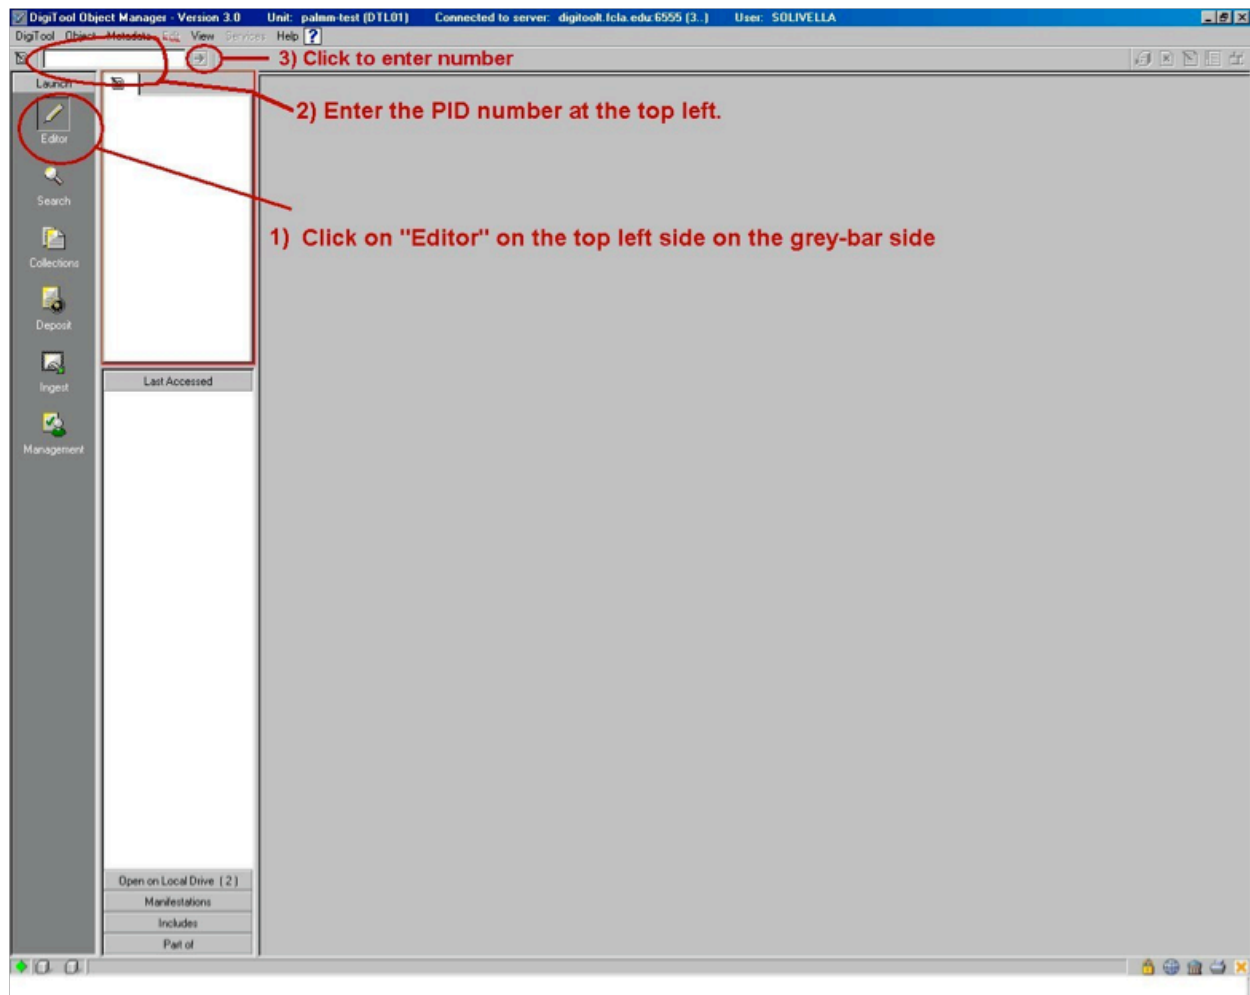 DigiTool Object Manager - Version 3.0 Unit: palmm-test (DTL01) Connected to server: digitoolt.fcla.edu:6555 (3..) User: SOLIVELLA
DigiTool Object Metadata Edit View Services Help ?
3) Click to enter number
Launch
2) Enter the PID number at the top left.
Editor
Search
1) Click on "Editor" on the top left side on the grey-bar side
Collections
Deposit
Ingest
Last Accessed
Management
Open on Local Drive ( 2 )
Manifestations
Includes
Part of